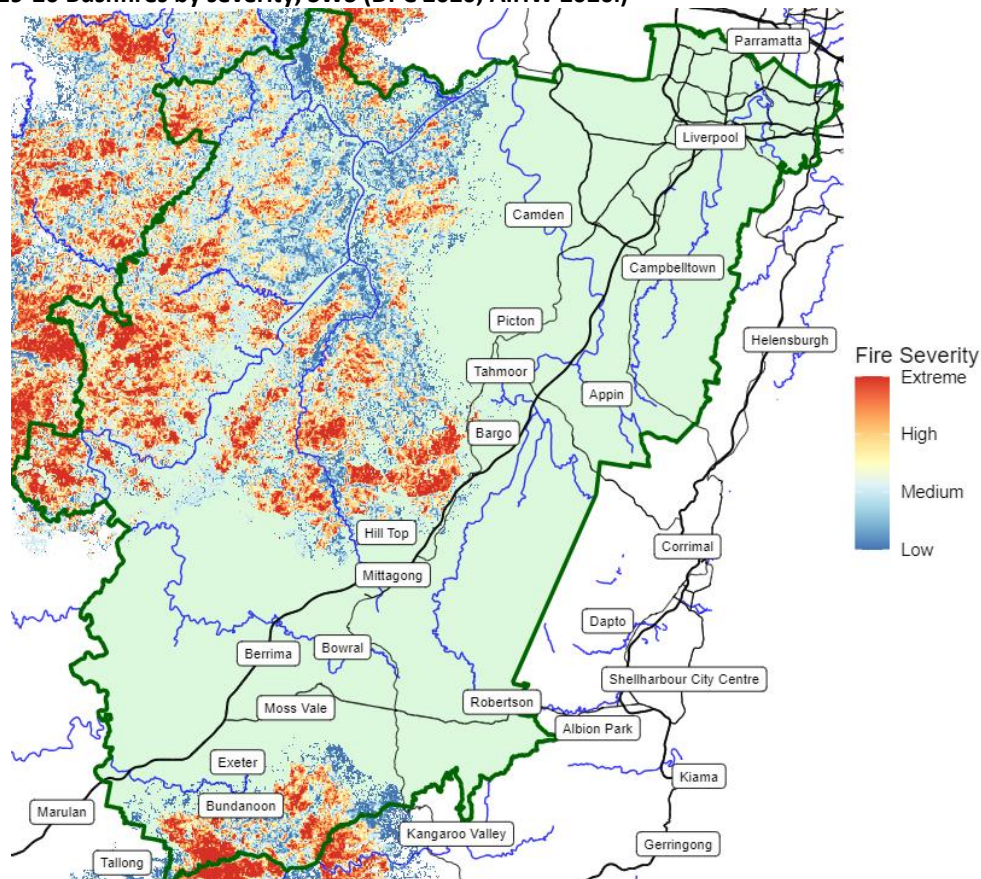 Parramatta
Liverpool
Camden
Campbelltown
Picton
Helensburgh
Tahmoor
Appin
Bargo
Fire Severity
Extreme
High
Medium
Low
Hill Top
Corrimal
Mittagong
Dapto
Berrima
Bowral
Shellharbour City Centre
Robertson
Moss Vale
Albion Park
Exeter
Kiama
Bundanoon
Marulan
Kangaroo Valley
Gerringong
Tallong